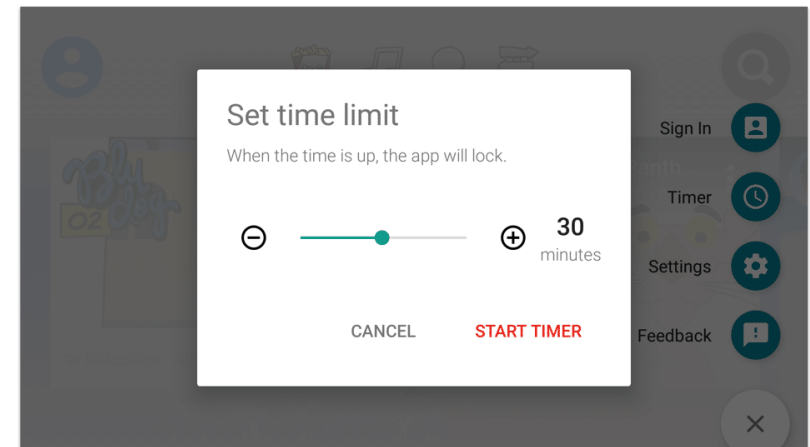 Set time limit
When the time is up, the app will lock.
30
minutes
CANCEL
START TIMER
Sign In
Timer
Settings
Feedback
02